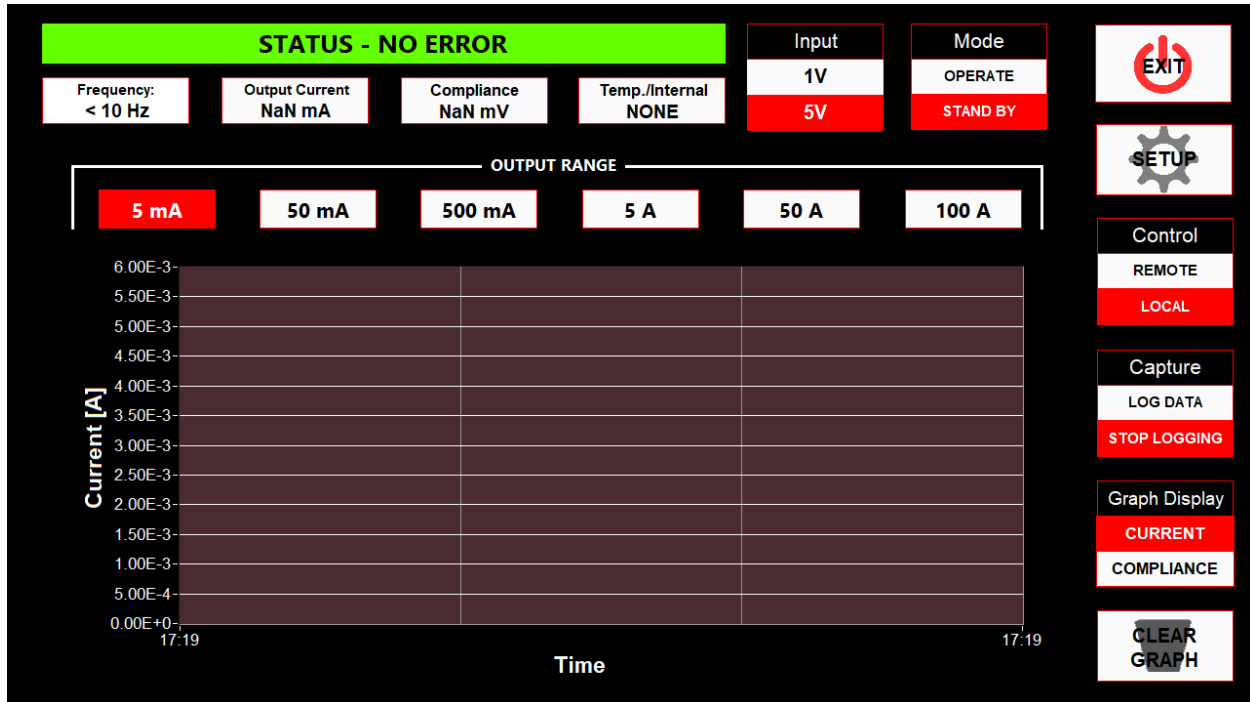 STATUS - NO ERROR
Frequency:
< 10 Hz
Output Current
NaN mA
Compliance
NaN mV
Temp./Internal
NONE
Input
1V
5V
Mode
OPERATE
STAND BY
EXIT
SETUP
OUTPUT RANGE
5 mA
50 mA
500 mA
5 A
50 A
100 A
Control
REMOTE
LOCAL
Capture
LOG DATA
STOP LOGGING
Graph Display
CURRENT
COMPLIANCE
CLEAR
GRAPH
Current [A]
6.00E-3
5.50E-3
5.00E-3
4.50E-3
4.00E-3
3.50E-3
3.00E-3
2.50E-3
2.00E-3
1.50E-3
1.00E-3
5.00E-4
0.00E+0
17:19
17:19
Time